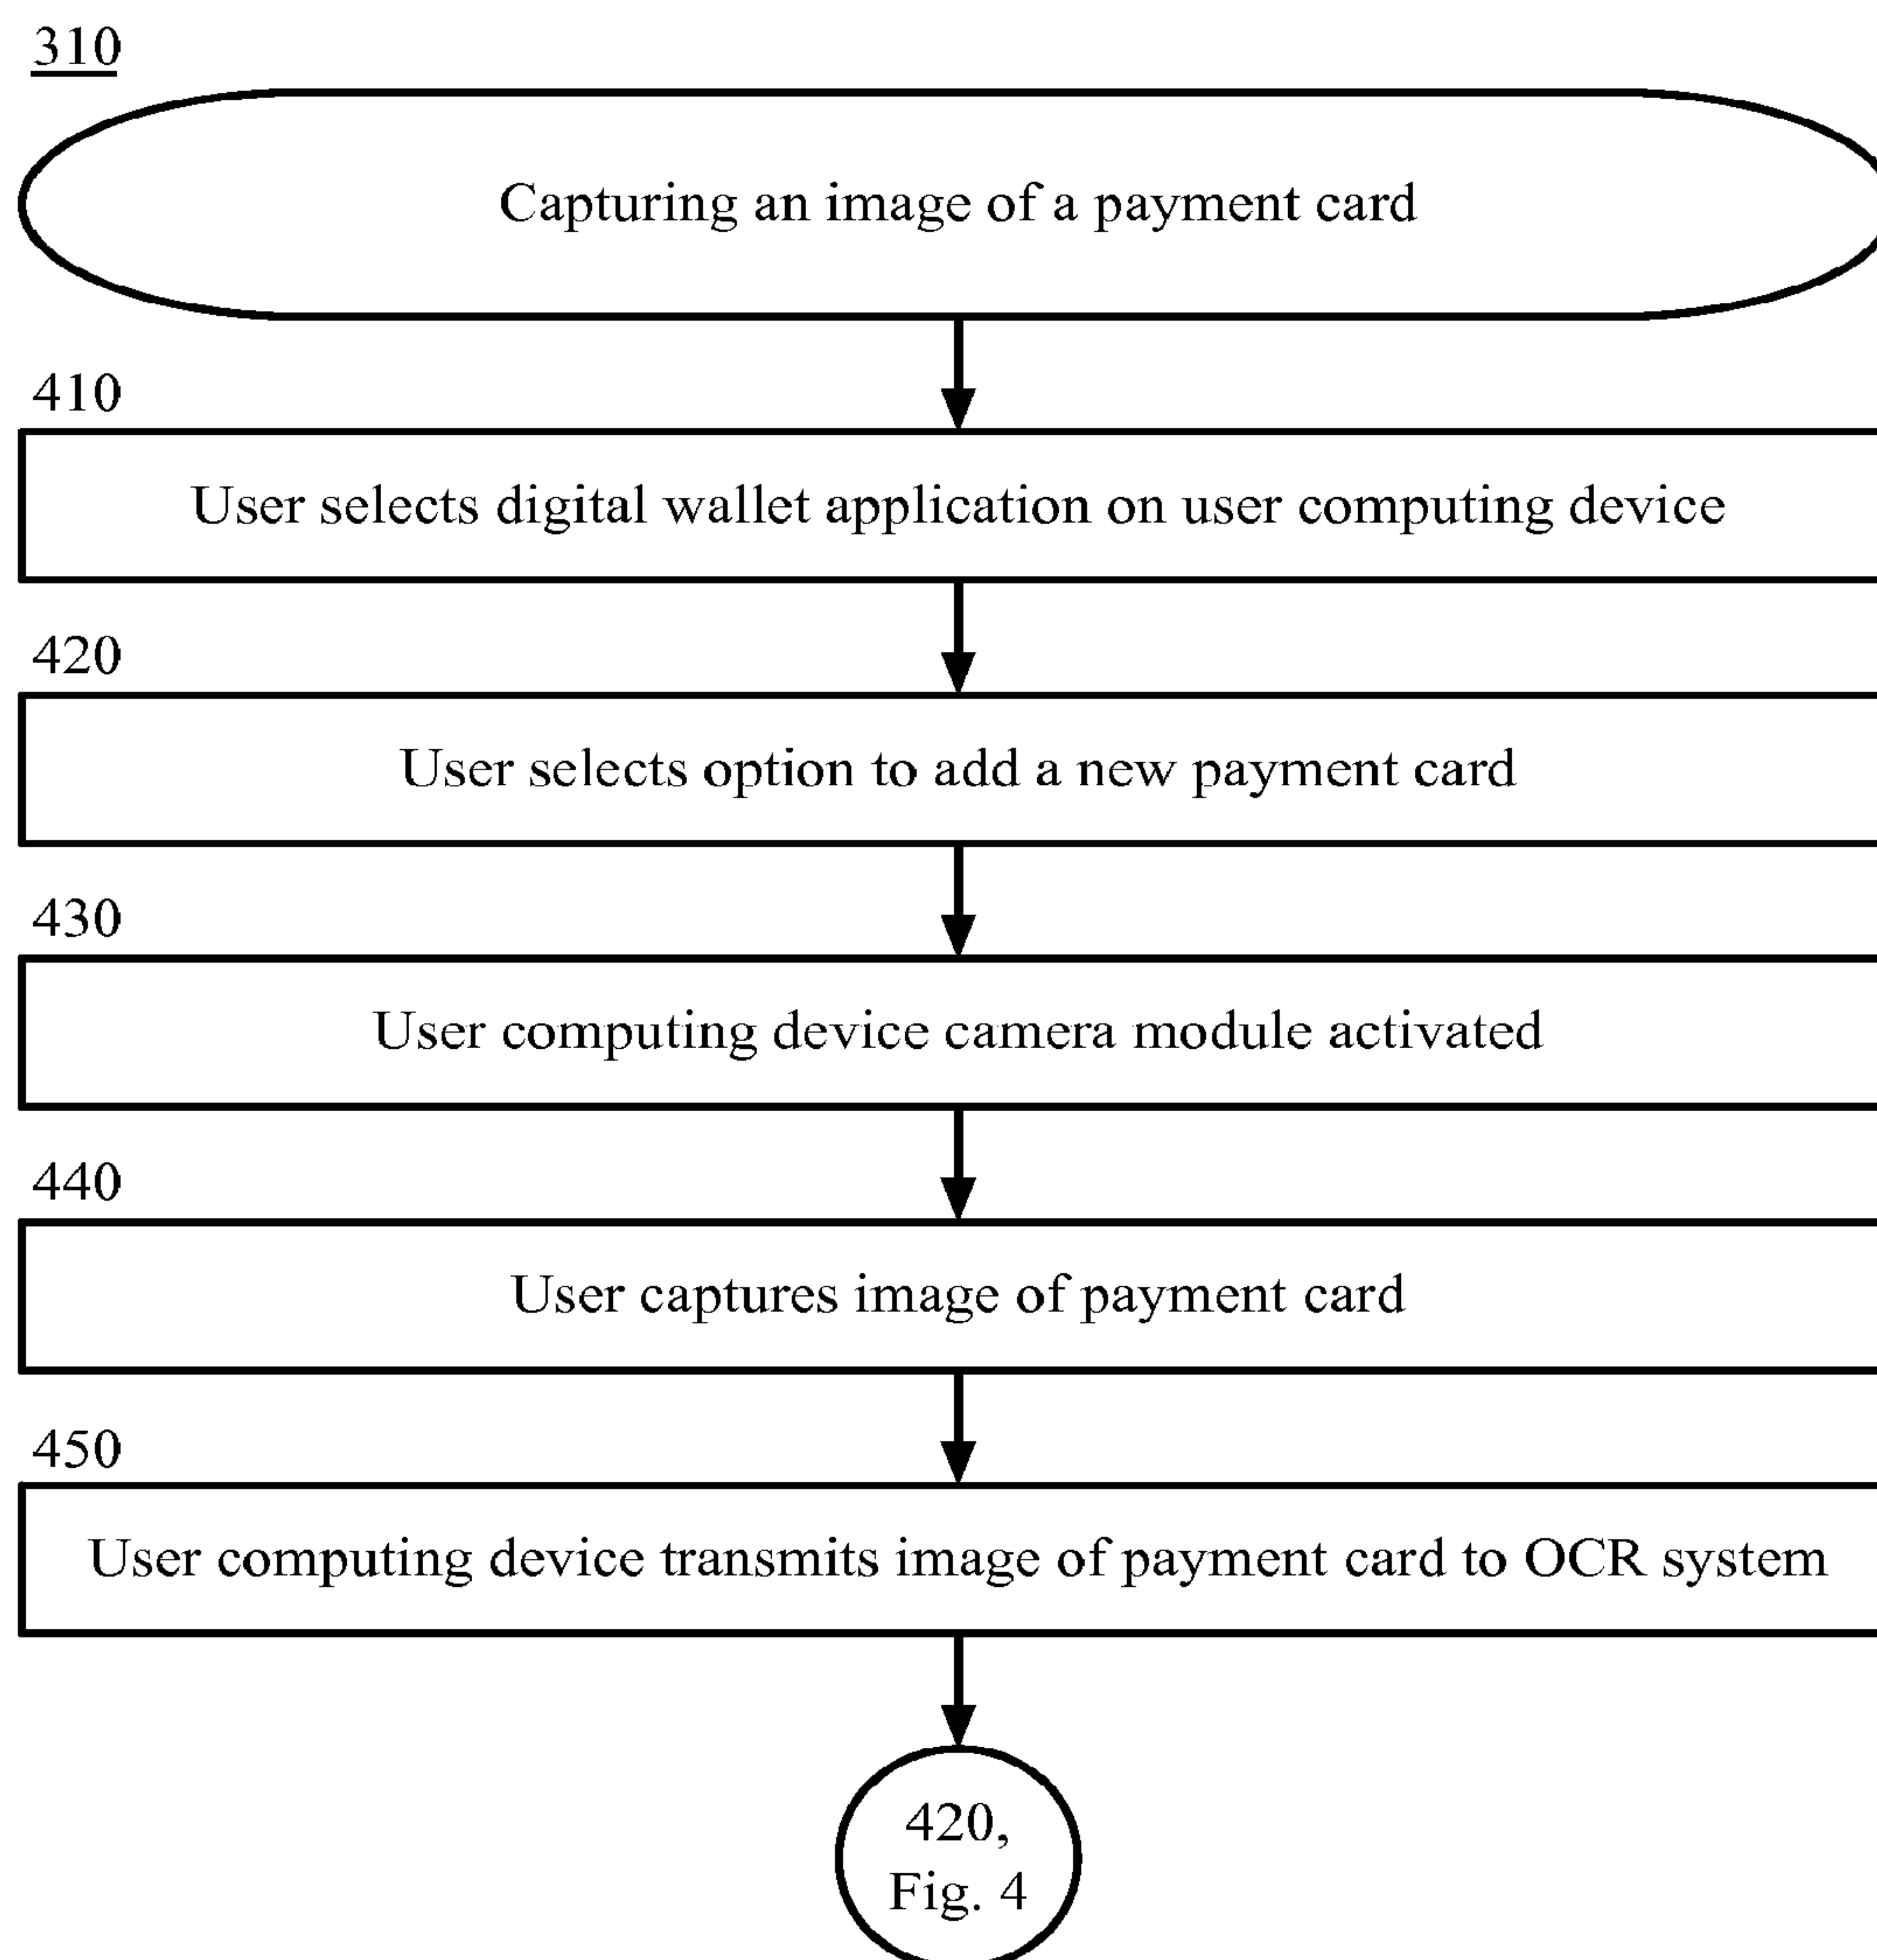 310
Capturing an image of a payment card
410
User selects digital wallet application on user computing device
420
User selects option to add a new payment card
430
User computing device camera module activated
440
User captures image of payment card
450
User computing device transmits image of payment card to OCR system
420,
Fig. 4